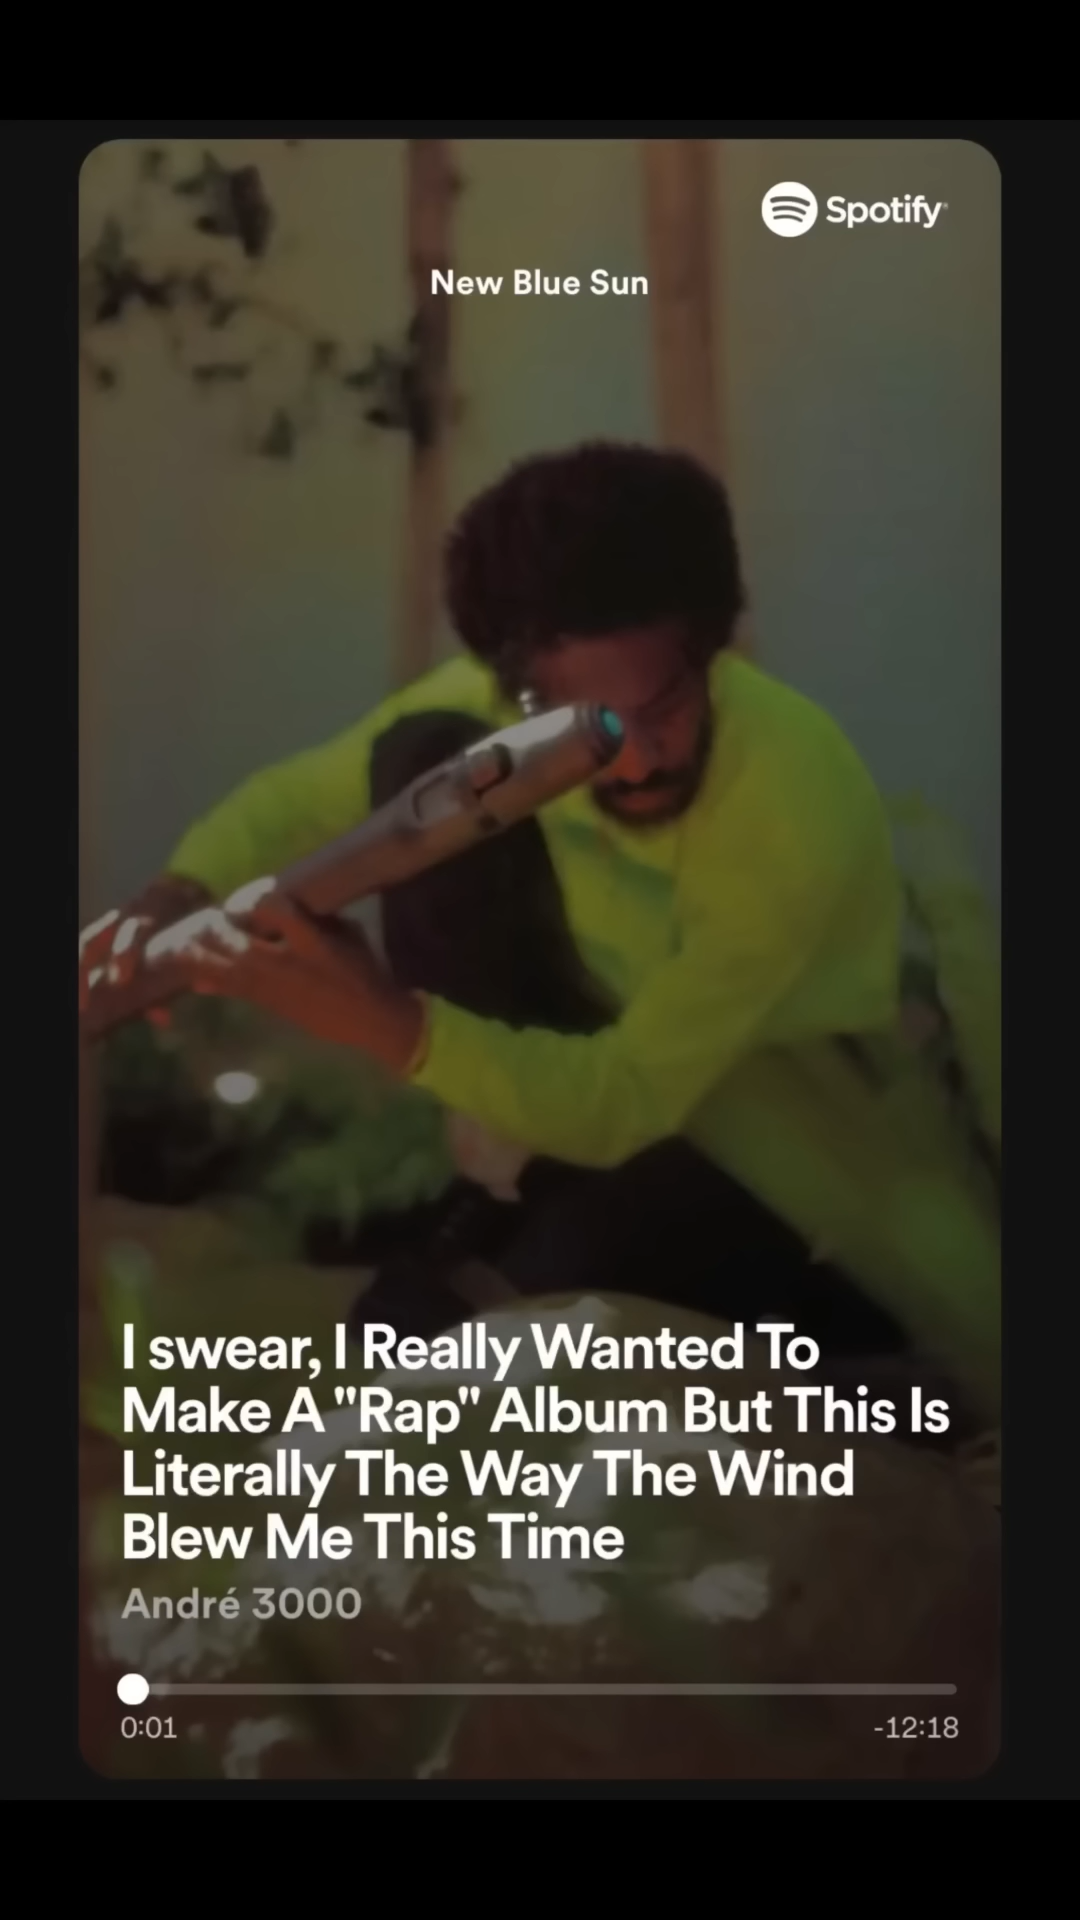 Spotify
New Blue Sun
I swear, I Really Wanted To
Make A "Rap" Album But This Is
Literally The Way The Wind
Blew Me This Time
André 3000
0:01
-12:18